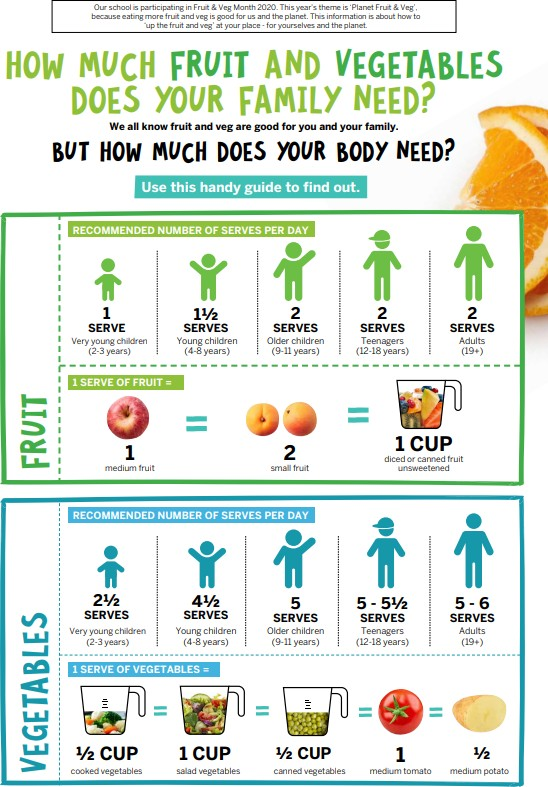 Our school is participating in Fruit & Veg Month 2020. This year's theme is 'Planet Fruit & Veg',
because eating more fruit and veg is good for us and the planet. This information is about how to
'up the fruit and veg' at your place - for yourselves and the planet.
HOW MUCH FRUIT AND VEGETABLES
DOES YOUR FAMILY NEED?
We all know fruit and veg are good for you and your family.
BUT HOW MUCH DOES YOUR BODY NEED?
Use this handy guide to find out.
FRUIT
RECOMMENDED NUMBER OF SERVES PER DAY
1
SERVE
Very young children
(2-3 years)
1½
SERVES
Young children
(4-8 years)
2
SERVES
Older children
(9-11 years)
2
SERVES
Teenagers
(12-18 years)
2
SERVES
Adults
(19+)
1 SERVE OF FRUIT =
1
medium fruit
=
2
small fruit
=
1 CUP
diced or canned fruit
unsweetened
VEGETABLES
RECOMMENDED NUMBER OF SERVES PER DAY
2½
SERVES
Very young children
(2-3 years)
4½
SERVES
Young children
(4-8 years)
5
SERVES
Older children
(9-11 years)
5 - 5½
SERVES
Teenagers
(12-18 years)
5 - 6
SERVES
Adults
(19+)
1 SERVE OF VEGETABLES =
½ CUP
cooked vegetables
=
1 CUP
salad vegetables
=
½ CUP
canned vegetables
=
1
medium tomato
=
½
medium potato